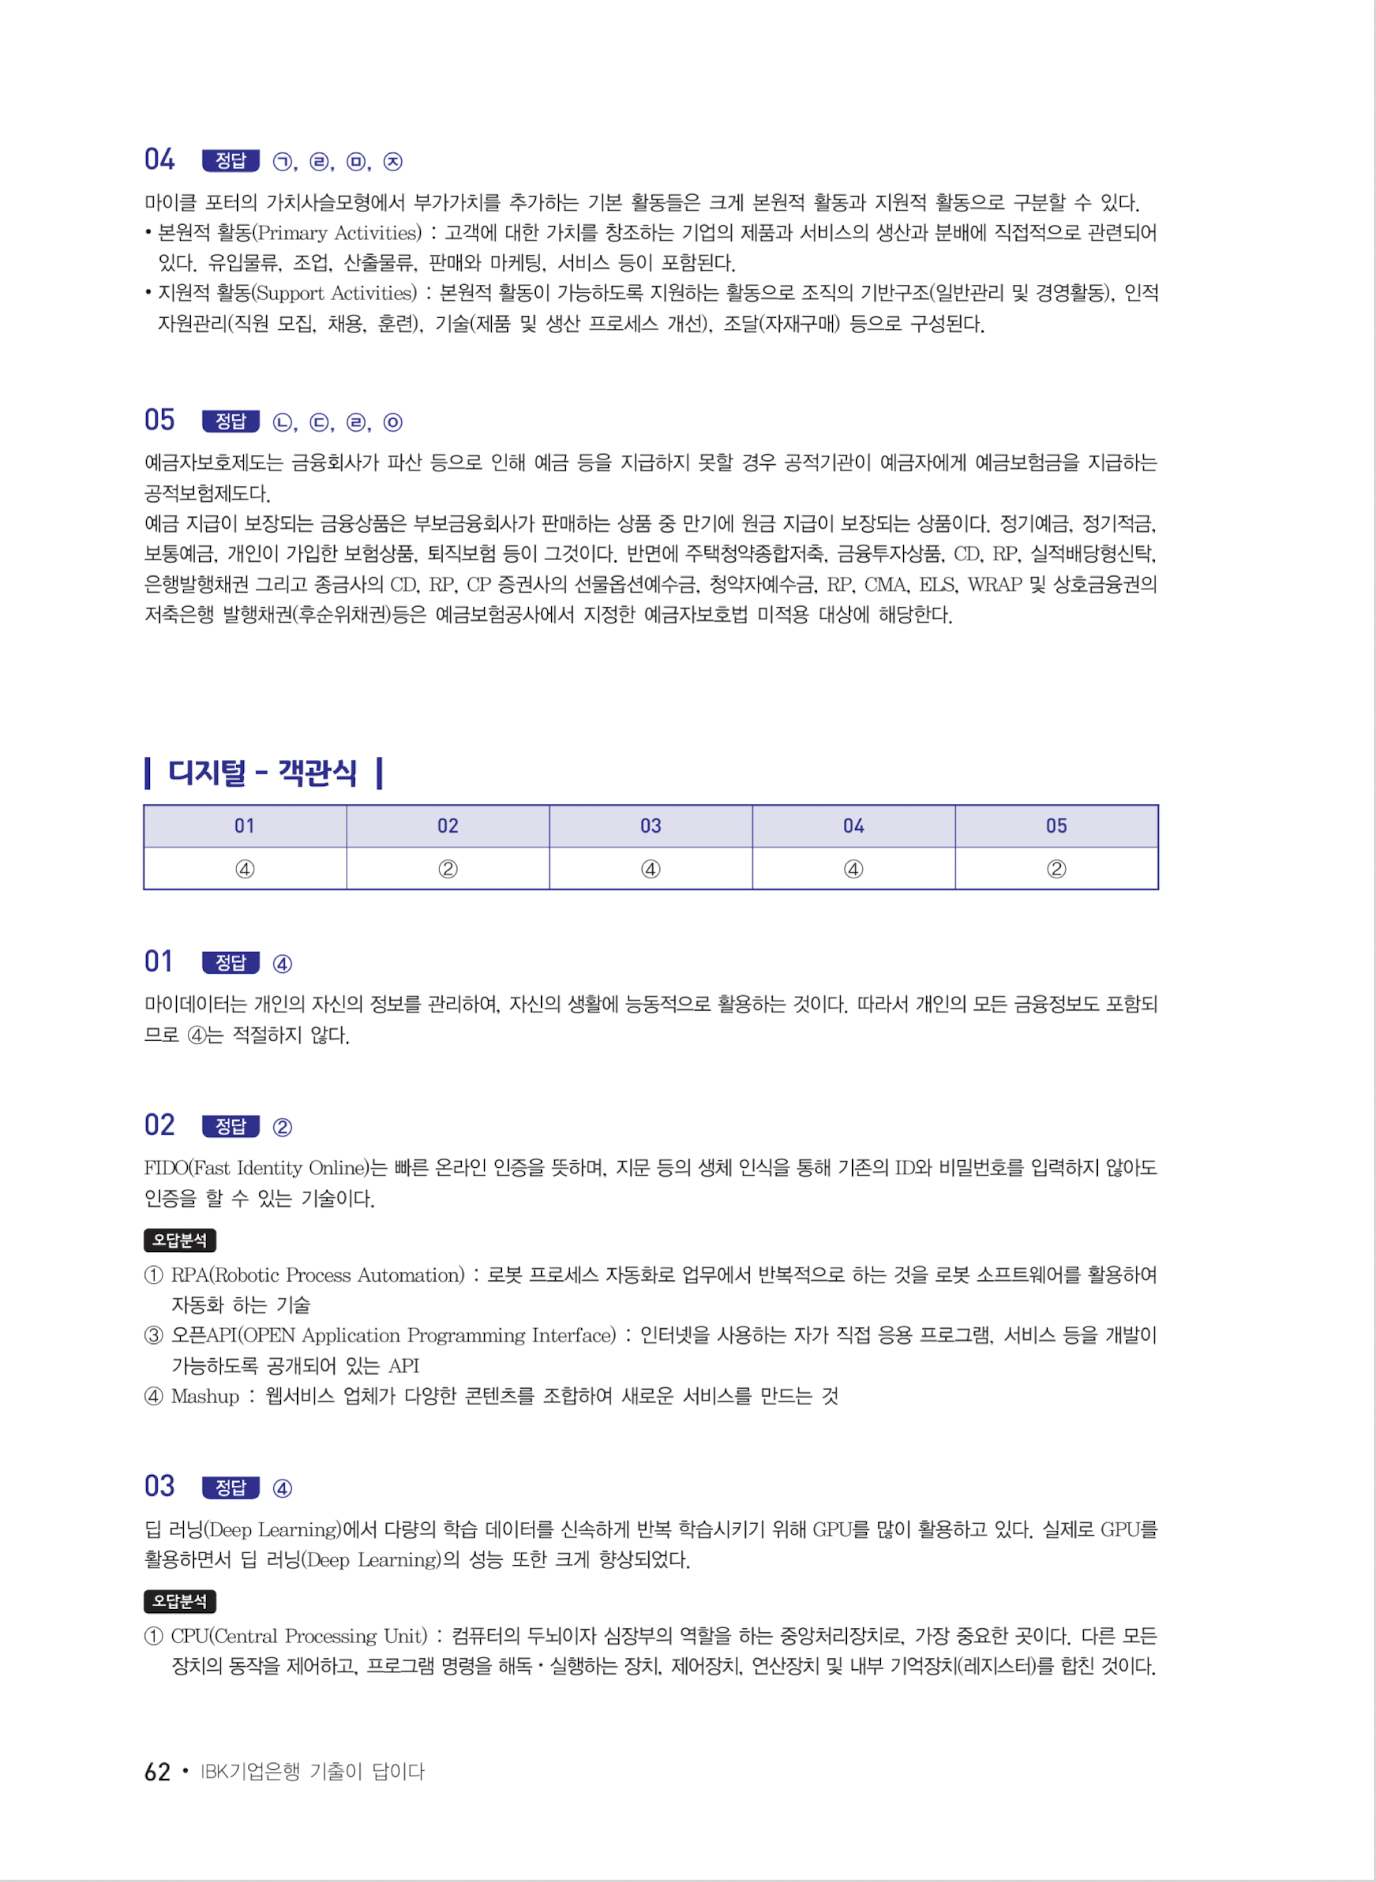 04 정답 ㉠, ㉣, ㉤, ㉨
마이클 포터의 가치사슬모형에서 부가가치를 추가하는 기본 활동들은 크게 본원적 활동과 지원적 활동으로 구분할 수 있다.
• 본원적 활동(Primary Activities) : 고객에 대한 가치를 창조하는 기업의 제품과 서비스의 생산과 분배에 직접적으로 관련되어
있다. 유입물류, 조업, 산출물류, 판매와 마케팅, 서비스 등이 포함된다.
• 지원적 활동(Support Activities) : 본원적 활동이 가능하도록 지원하는 활동으로 조직의 기반구조(일반관리 및 경영활동), 인적
자원관리(직원 모집, 채용, 훈련), 기술(제품 및 생산 프로세스 개선), 조달(자재구매) 등으로 구성된다.
05 정답 ㉡, ㉢, ㉣, ㉧
예금자보호제도는 금융회사가 파산 등으로 인해 예금 등을 지급하지 못할 경우 공적기관이 예금자에게 예금보험금을 지급하는
공적보험제도다.
예금 지급이 보장되는 금융상품은 부보금융회사가 판매하는 상품 중 만기에 원금 지급이 보장되는 상품이다. 정기예금, 정기적금,
보통예금, 개인이 가입한 보험상품, 퇴직보험 등이 그것이다. 반면에 주택청약종합저축, 금융투자상품, CD, RP, 실적배당형신탁,
은행발행채권 그리고 종금사의 CD, RP, CP 증권사의 선물옵션예수금, 청약자예수금, RP, CMA, ELS, WRAP 및 상호금융권의
저축은행 발행채권(후순위채권)등은 예금보험공사에서 지정한 예금자보호법 미적용 대상에 해당한다.
디지털 - 객관식
01 02 03 04 05
④ ② ④ ④ ②
01 정답 ④
마이데이터는 개인의 자신의 정보를 관리하여, 자신의 생활에 능동적으로 활용하는 것이다. 따라서 개인의 모든 금융정보도 포함되
므로 ④는 적절하지 않다.
02 정답 ②
FIDO(Fast Identity Online)는 빠른 온라인 인증을 뜻하며, 지문 등의 생체 인식을 통해 기존의 ID와 비밀번호를 입력하지 않아도
인증을 할 수 있는 기술이다.
오답분석
① RPA(Robotic Process Automation) : 로봇 프로세스 자동화로 업무에서 반복적으로 하는 것을 로봇 소프트웨어를 활용하여
자동화 하는 기술
③ 오픈API(OPEN Application Programming Interface) : 인터넷을 사용하는 자가 직접 응용 프로그램, 서비스 등을 개발이
가능하도록 공개되어 있는 API
④ Mashup : 웹서비스 업체가 다양한 콘텐츠를 조합하여 새로운 서비스를 만드는 것
03 정답 ④
딥 러닝(Deep Learning)에서 다량의 학습 데이터를 신속하게 반복 학습시키기 위해 GPU를 많이 활용하고 있다. 실제로 GPU를
활용하면서 딥 러닝(Deep Learning)의 성능 또한 크게 향상되었다.
오답분석
① CPU(Central Processing Unit) : 컴퓨터의 두뇌이자 심장부의 역할을 하는 중앙처리장치로, 가장 중요한 곳이다. 다른 모든
장치의 동작을 제어하고, 프로그램 명령을 해독・실행하는 장치, 제어장치, 연산장치 및 내부 기억장치(레지스터)를 합친 것이다.
62 • IBK기업은행 기출이 답이다